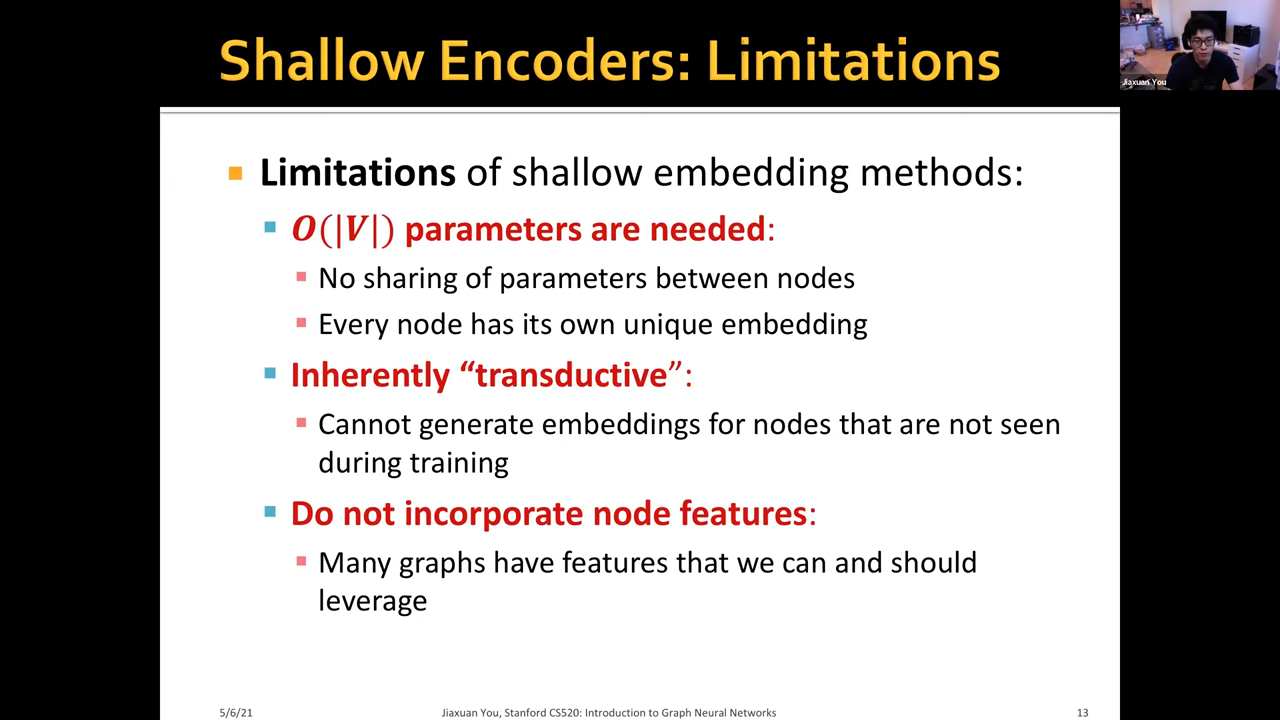 Shallow Encoders: Limitations
Jiaxuan You
Limitations of shallow embedding methods:
O(|V|) parameters are needed:
No sharing of parameters between nodes
Every node has its own unique embedding
Inherently “transductive”:
Cannot generate embeddings for nodes that are not seen
during training
Do not incorporate node features:
Many graphs have features that we can and should
leverage
5/6/21
Jiaxuan You, Stanford CS520: Introduction to Graph Neural Networks
13